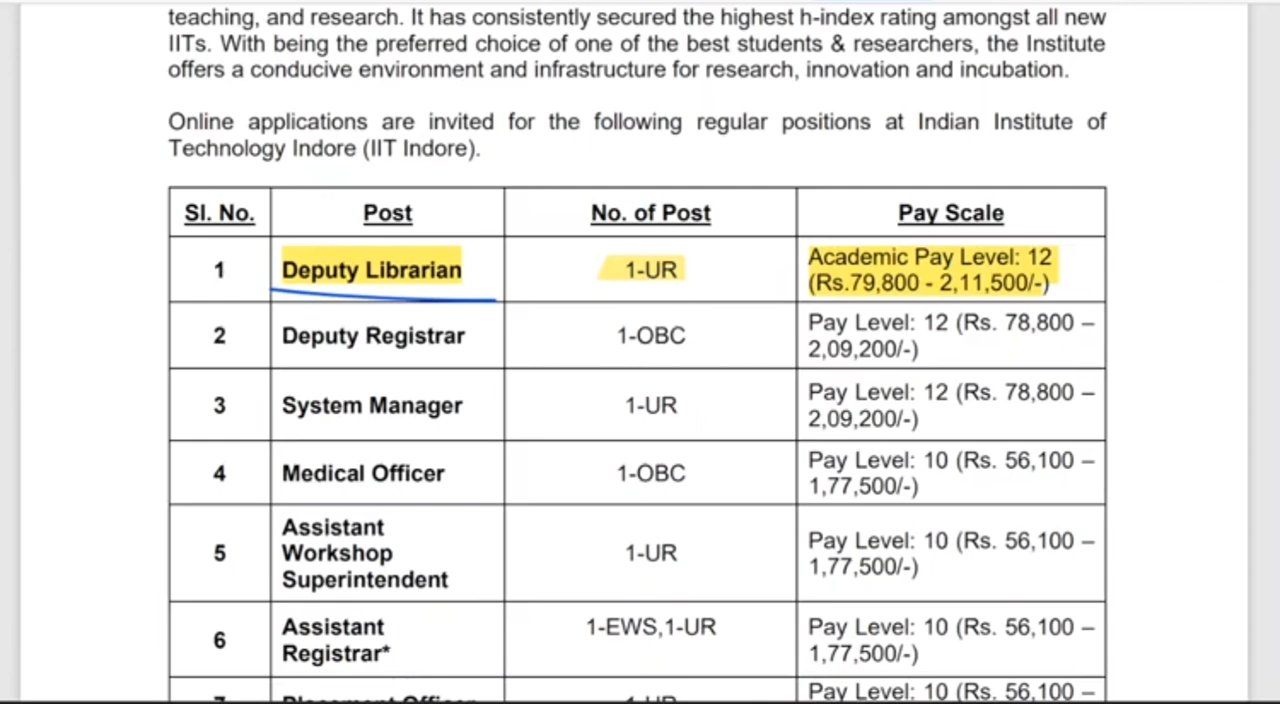 teaching, and research. It has consistently secured the highest h-index rating amongst all new
IITs. With being the preferred choice of one of the best students & researchers, the Institute
offers a conducive environment and infrastructure for research, innovation and incubation.
Online applications are invited for the following regular positions at Indian Institute of
Technology Indore (IIT Indore).
Sl. No. Post No. of Post Pay Scale
1 Deputy Librarian 1-UR Academic Pay Level: 12
(Rs.79,800 - 2,11,500/-)
2 Deputy Registrar 1-OBC Pay Level: 12 (Rs. 78,800 –
2,09,200/-)
3 System Manager 1-UR Pay Level: 12 (Rs. 78,800 –
2,09,200/-)
4 Medical Officer 1-OBC Pay Level: 10 (Rs. 56,100 –
1,77,500/-)
5 Assistant
Workshop
Superintendent 1-UR Pay Level: 10 (Rs. 56,100 –
1,77,500/-)
6 Assistant
Registrar* 1-EWS,1-UR Pay Level: 10 (Rs. 56,100 –
1,77,500/-)
7 Placement Officer 1-UR Pay Level: 10 (Rs. 56,100 –